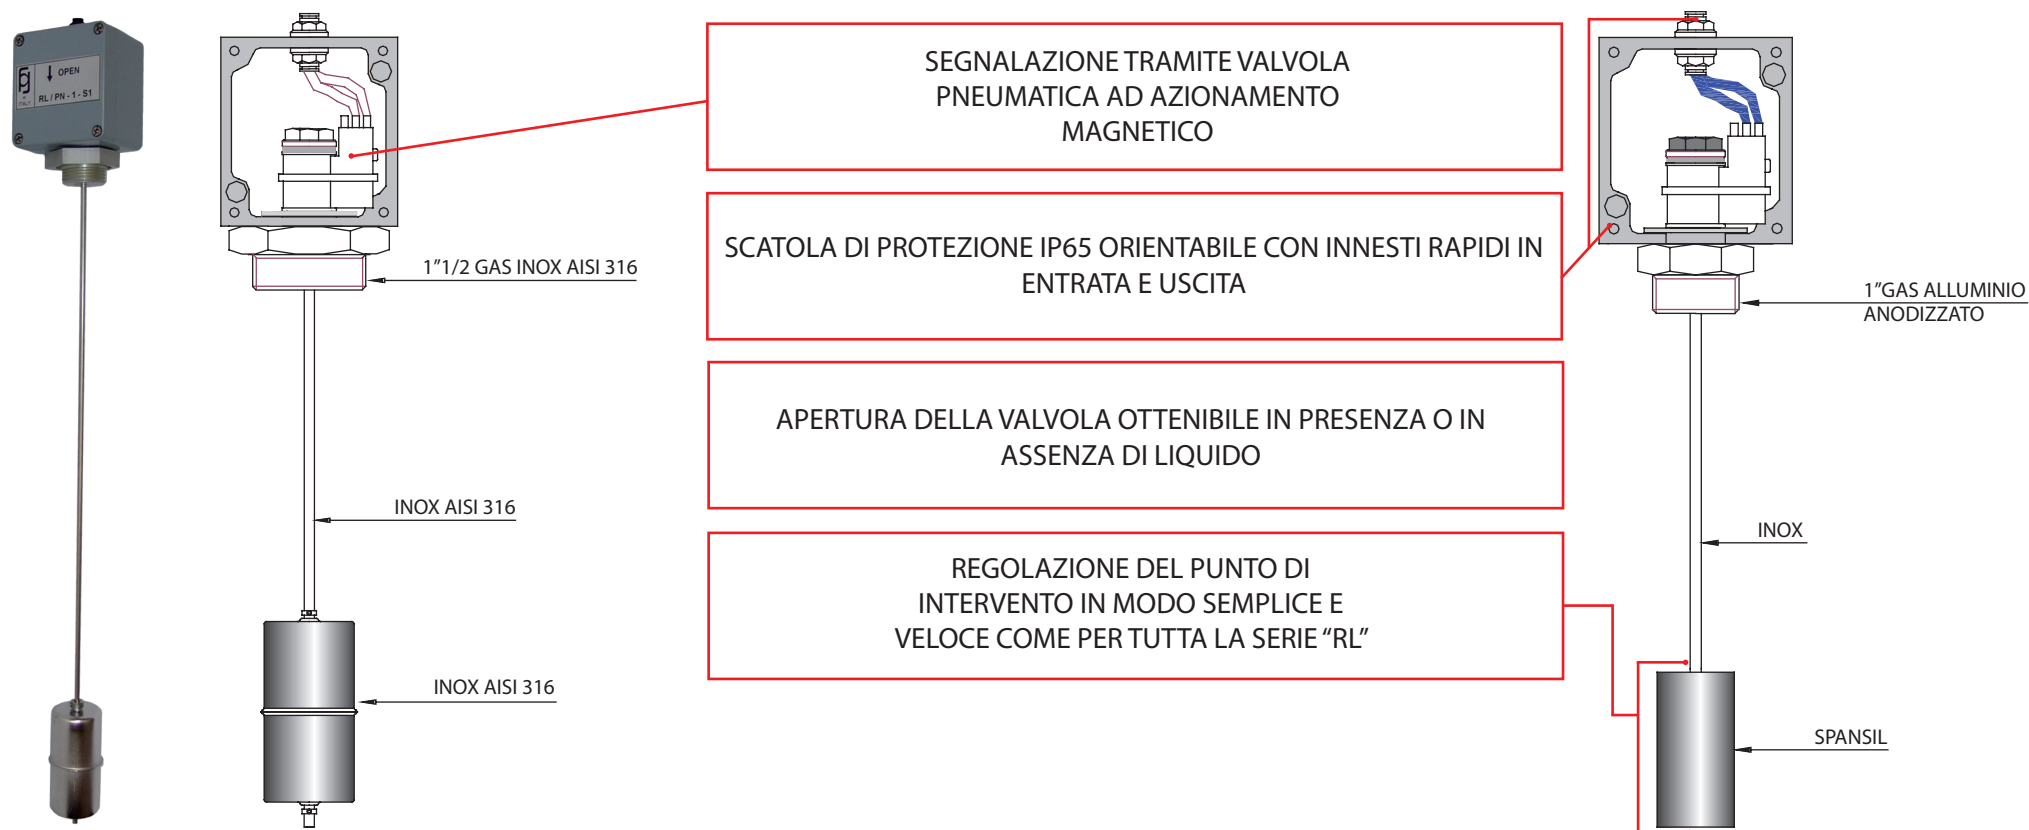 OPEN
ITALY
RL / PN - 1 - S1
SEGNALAZIONE TRAMITE VALVOLA
PNEUMATICA AD AZIONAMENTO
MAGNETICO
SCATOLA DI PROTEZIONE IP65 ORIENTABILE CON INNESTI RAPIDI IN
ENTRATA E USCITA
1”1/2 GAS INOX AISI 316
1”GAS ALLUMINIO
ANODIZZATO
APERTURA DELLA VALVOLA OTTENIBILE IN PRESENZA O IN
ASSENZA DI LIQUIDO
INOX AISI 316
INOX
REGOLAZIONE DEL PUNTO DI
INTERVENTO IN MODO SEMPLICE E
VELOCE COME PER TUTTA LA SERIE “RL”
INOX AISI 316
SPANSIL